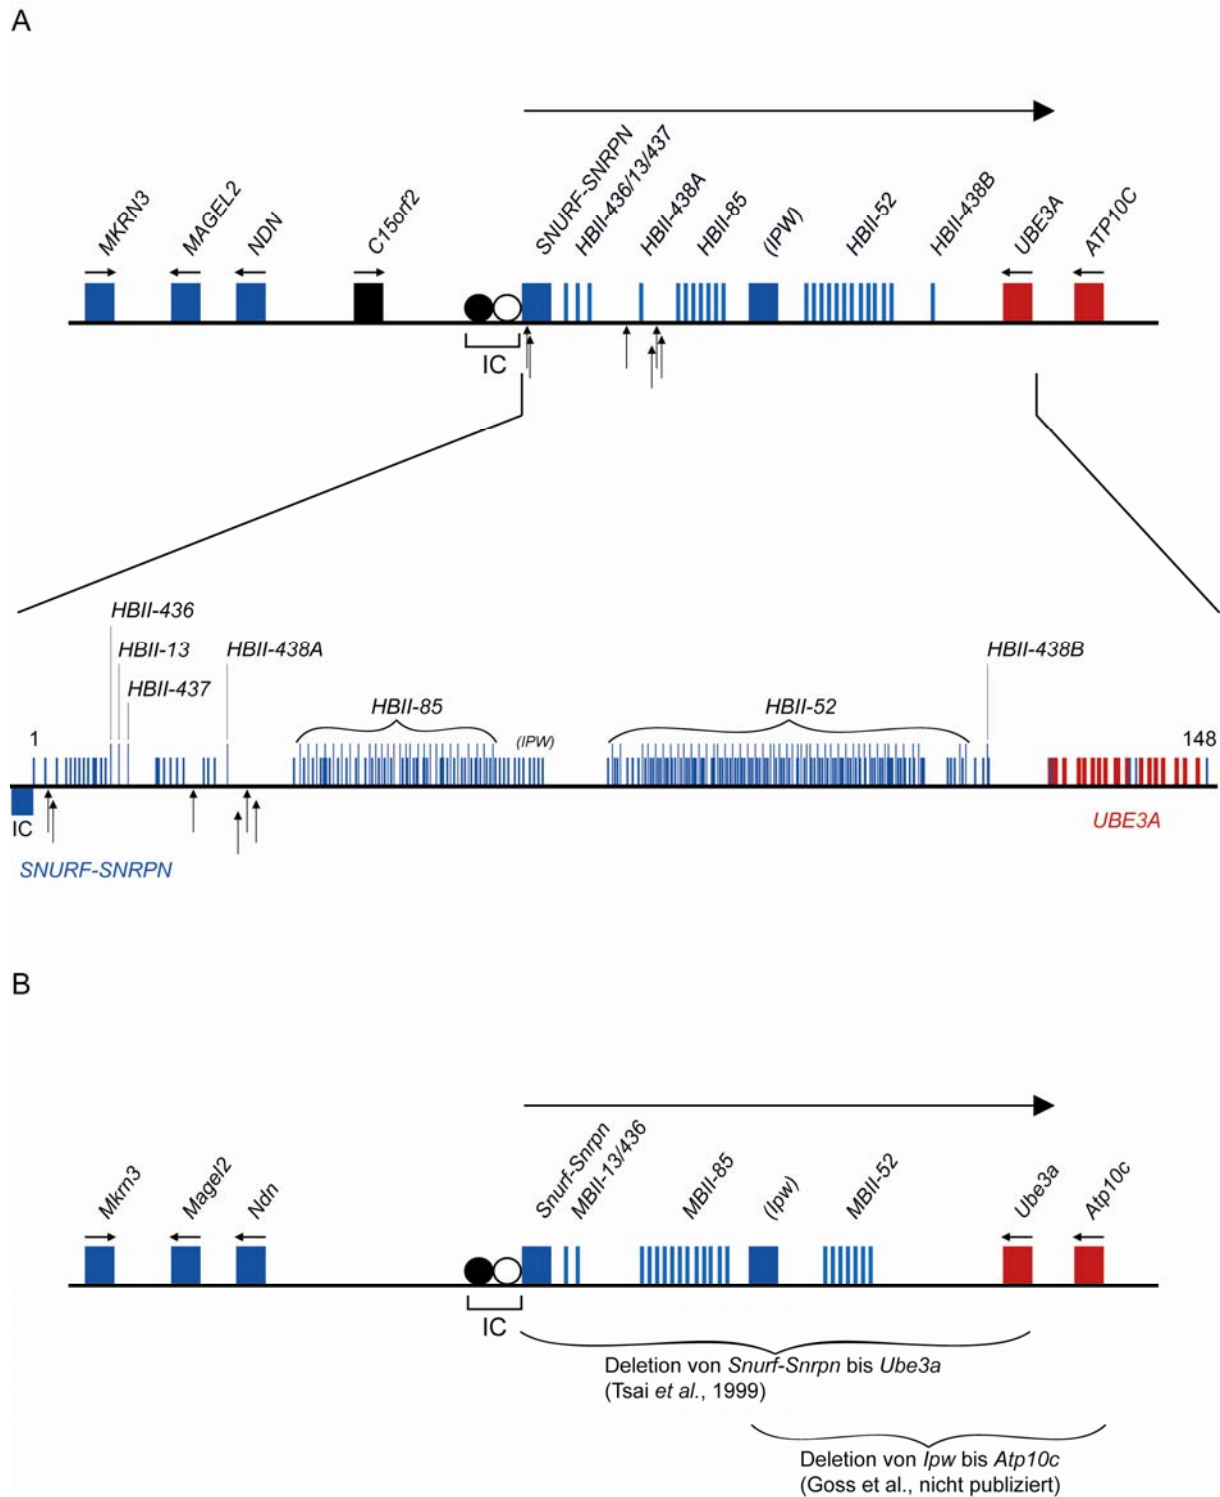 A
MKRN3
MAGEL2
NDN
C15orf2
SNURF-SNRPN
HBII-436/13/437
HBII-438A
HBII-85
(IPW)
HBII-52
HBII-438B
UBE3A
ATP10C
IC
HBII-436
HBII-13
HBII-437
HBII-438A
HBII-85
(IPW)
HBII-52
HBII-438B
1
148
IC
SNURF-SNRPN
UBE3A
B
Mkrn3
Magel2
Ndn
Snurf-Snrpn
MBII-13/436
MBII-85
(Ipw)
MBII-52
Ube3a
Atp10c
IC
Deletion von Snurf-Snrpn bis Ube3a
(Tsai et al., 1999)
Deletion von Ipw bis Atp10c
(Goss et al., nicht publiziert)